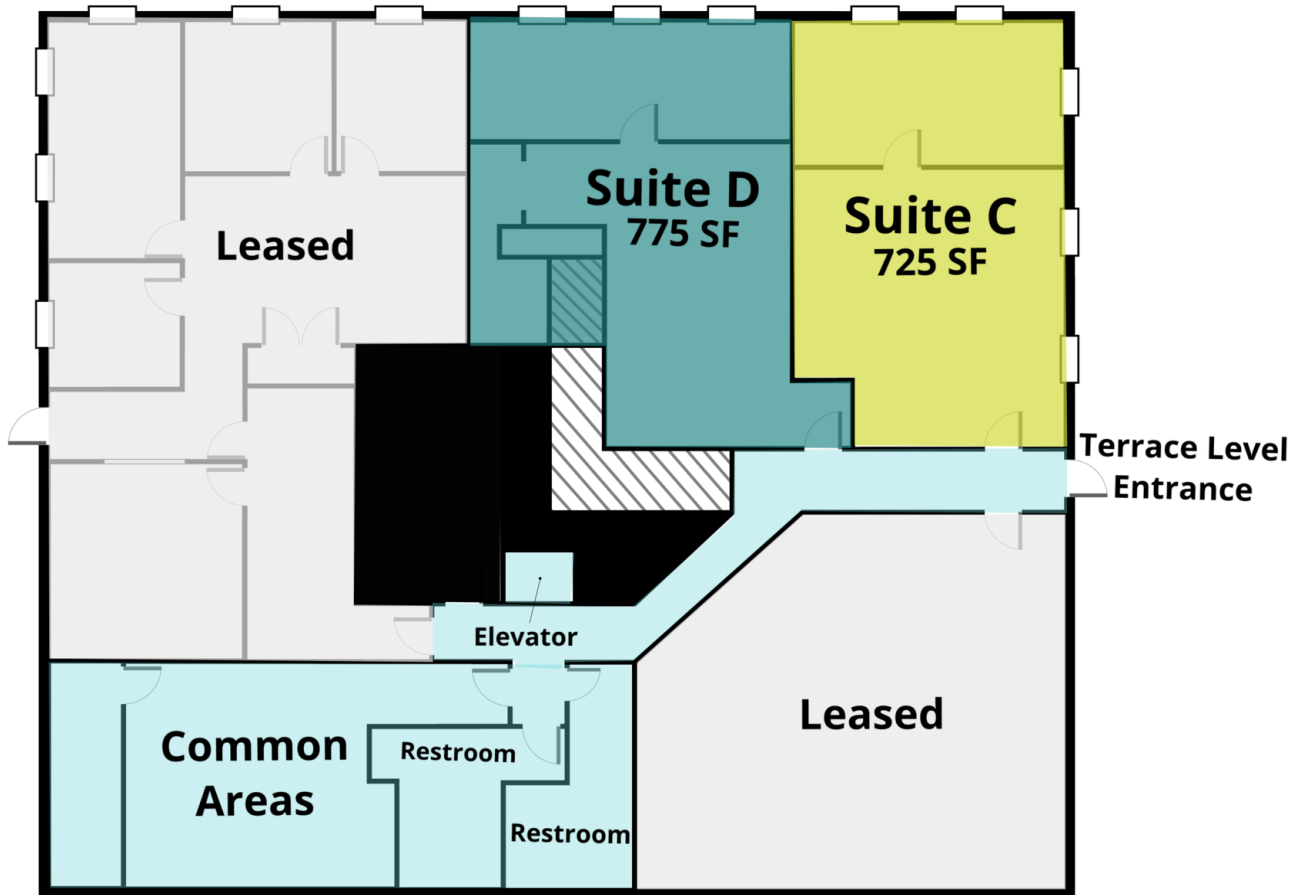 Suite D
775 SF
Suite C
725 SF
Leased
Terrace Level
Entrance
Elevator
Leased
Common
Areas
Restroom
Restroom